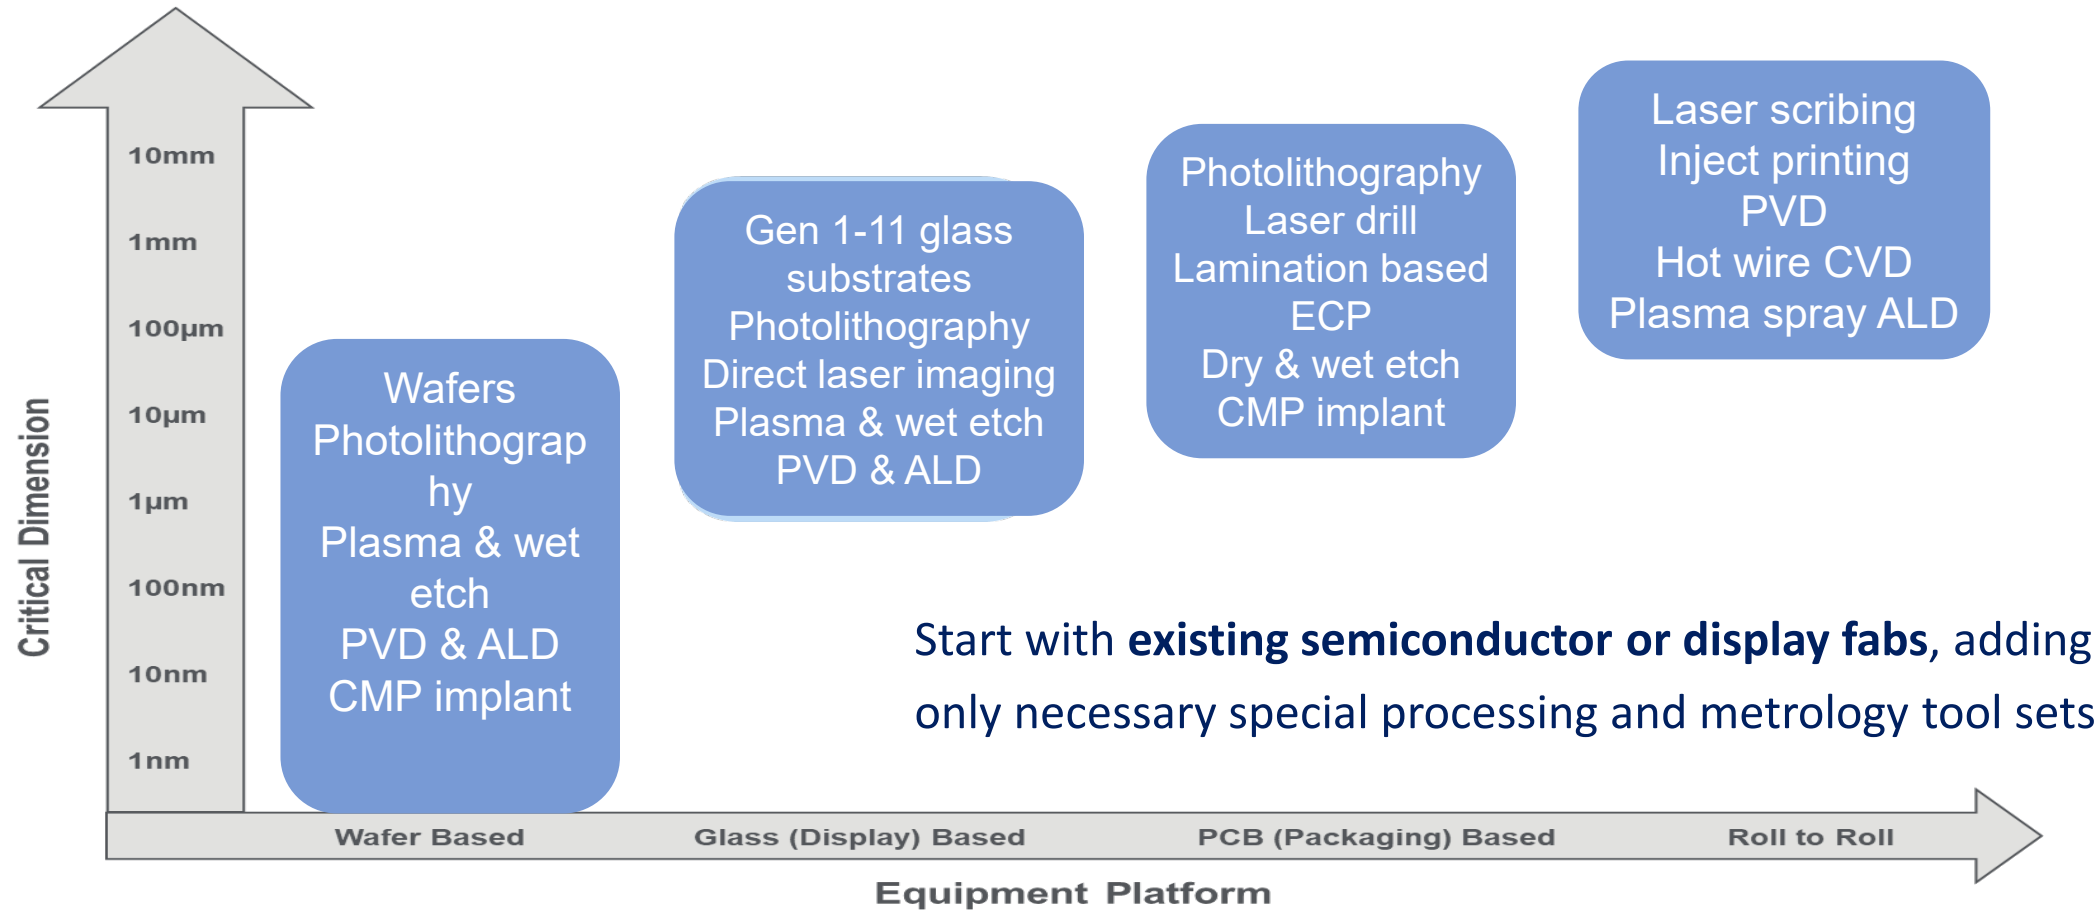 Critical Dimension
10mm
1mm
100µm
10µm
1µm
100nm
10nm
1nm
Wafers
Photolithograp
hy
Plasma & wet
etch
PVD & ALD
CMP implant
Gen 1-11 glass
substrates
Photolithography
Direct laser imaging
Plasma & wet etch
PVD & ALD
Photolithography
Laser drill
Lamination based
ECP
Dry & wet etch
CMP implant
Laser scribing
Inject printing
PVD
Hot wire CVD
Plasma spray ALD
Start with existing semiconductor or display fabs, adding
only necessary special processing and metrology tool sets
Wafer Based
Glass (Display) Based
PCB (Packaging) Based
Roll to Roll
Equipment Platform